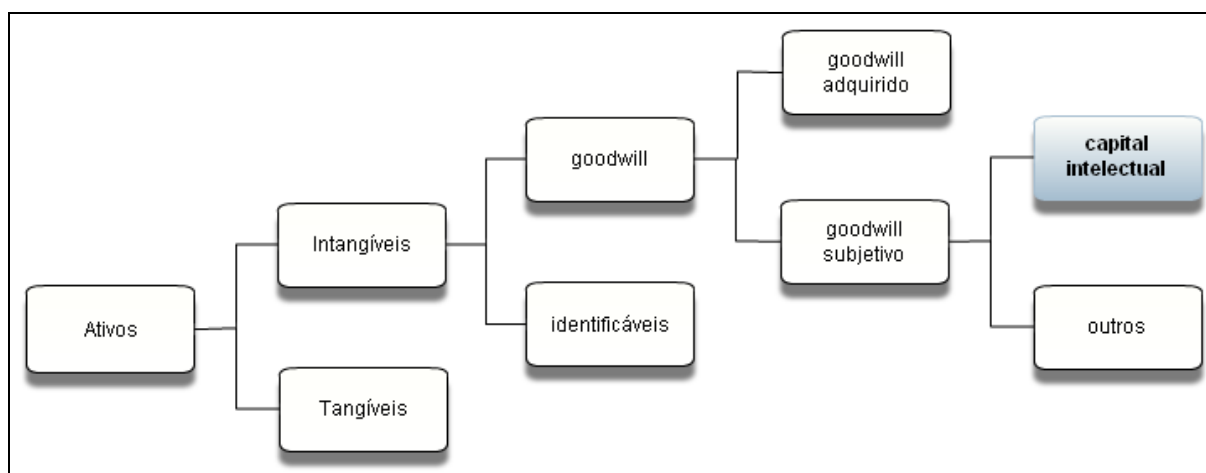 Ativos
Intangíveis
Tangíveis
goodwill
identificáveis
goodwill
adquirido
goodwill
subjetivo
capital
intelectual
outros